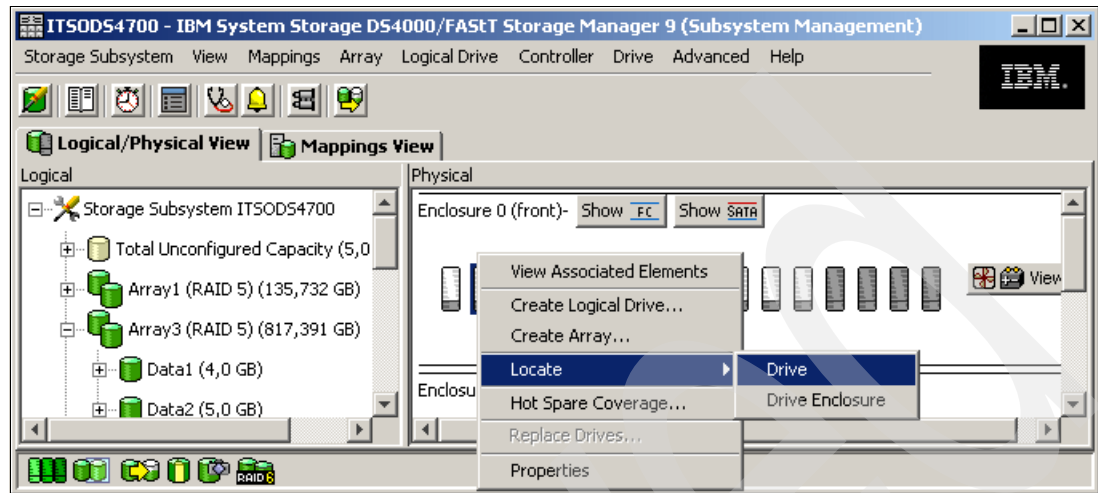 ITSODS4700 - IBM System Storage DS4000/FAStT Storage Manager 9 (Subsystem Management)
Storage Subsystem View Mappings Array Logical Drive Controller Drive Advanced Help
IBM.
Logical/Physical View Mappings View
Logical
Physical
Storage Subsystem ITSODS4700
Total Unconfigured Capacity (5,0
Array1 (RAID 5) (135,732 GB)
Array3 (RAID 5) (817,391 GB)
Data1 (4,0 GB)
Data2 (5,0 GB)
Enclosure 0 (front)- Show FC Show SATA
View
Enclosu
View Associated Elements
Create Logical Drive...
Create Array...
Locate
Hot Spare Coverage...
Replace Drives...
Properties
Drive
Drive Enclosure
RAID 6